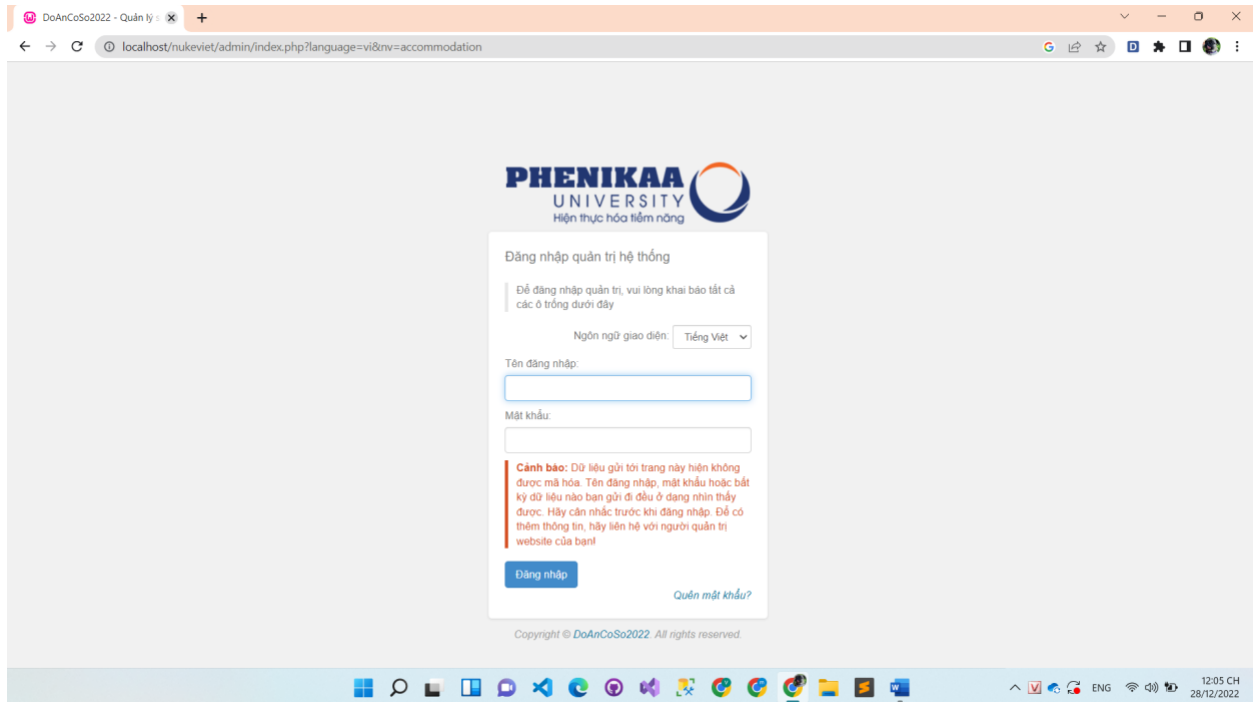 DoAnCoSo2022 - Quản lý s
localhost/nukeviet/admin/index.php?language=vi&nv=accommodation
PHENIKAA
UNIVERSITY
Hiện thực hóa tiềm năng
Đăng nhập quản trị hệ thống
Để đăng nhập quản trị, vui lòng khai báo tất cả
các ô trống dưới đây
Ngôn ngữ giao diện: Tiếng Việt
Tên đăng nhập:
Mật khẩu:
Cảnh báo: Dữ liệu gửi tới trang này hiện không
được mã hóa. Tên đăng nhập, mật khẩu hoặc bất
kỳ dữ liệu nào bạn gửi đi đều ở dạng nhìn thấy
được. Hãy cân nhắc trước khi đăng nhập. Để có
thêm thông tin, hãy liên hệ với người quản trị
website của bạn!
Đăng nhập
Quên mật khẩu?
Copyright © DoAnCoSo2022. All rights reserved.
ENG
12:05 CH
28/12/2022